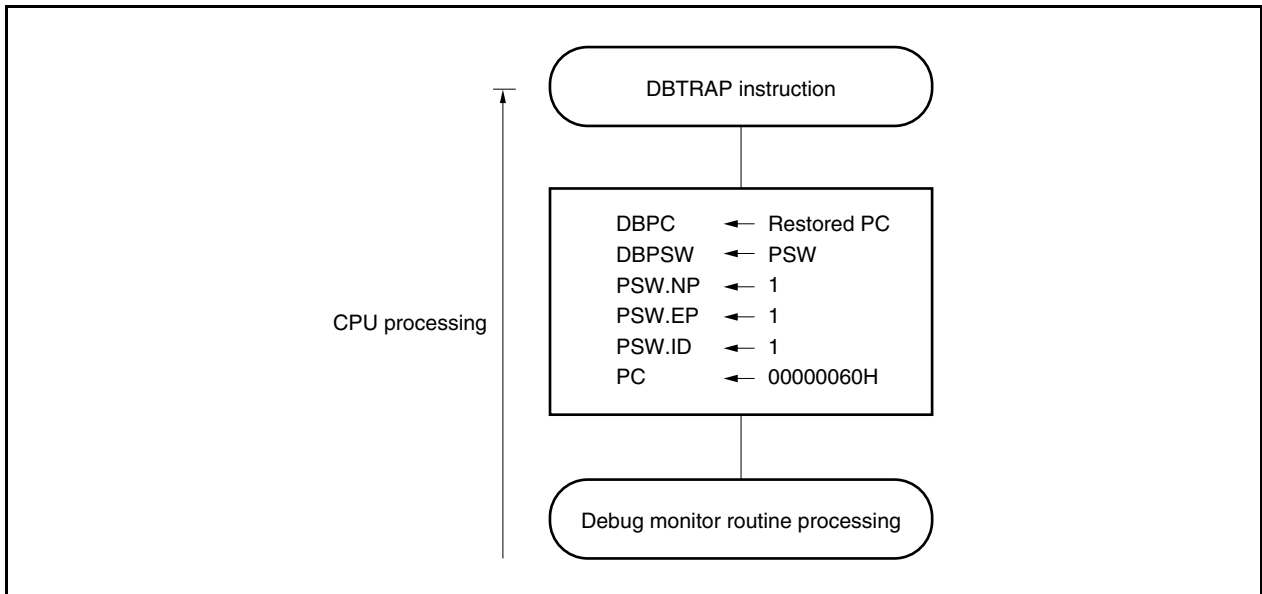 DBTRAP instruction
CPU processing
DBPC ← Restored PC
DBPSW ← PSW
PSW.NP ← 1
PSW.EP ← 1
PSW.ID ← 1
PC ← 00000060H
Debug monitor routine processing